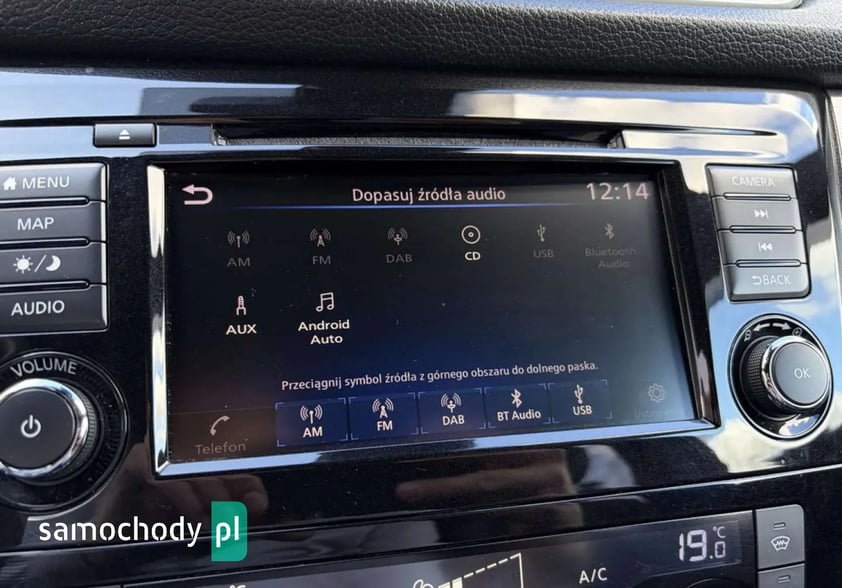 MENU
MAP
AUDIO
VOLUME
Dopasuj źródła audio
12:14
AM
FM
DAB
CD
USB
Bluetooth
Audio
AUX
Android
Auto
Przeciągnij symbol źródła z górnego obszaru do dolnego paska.
Telefon
AM
FM
DAB
BT Audio
USB
CAMERA
BACK
OK
samochody pl
°C
A/C
19.0 °C